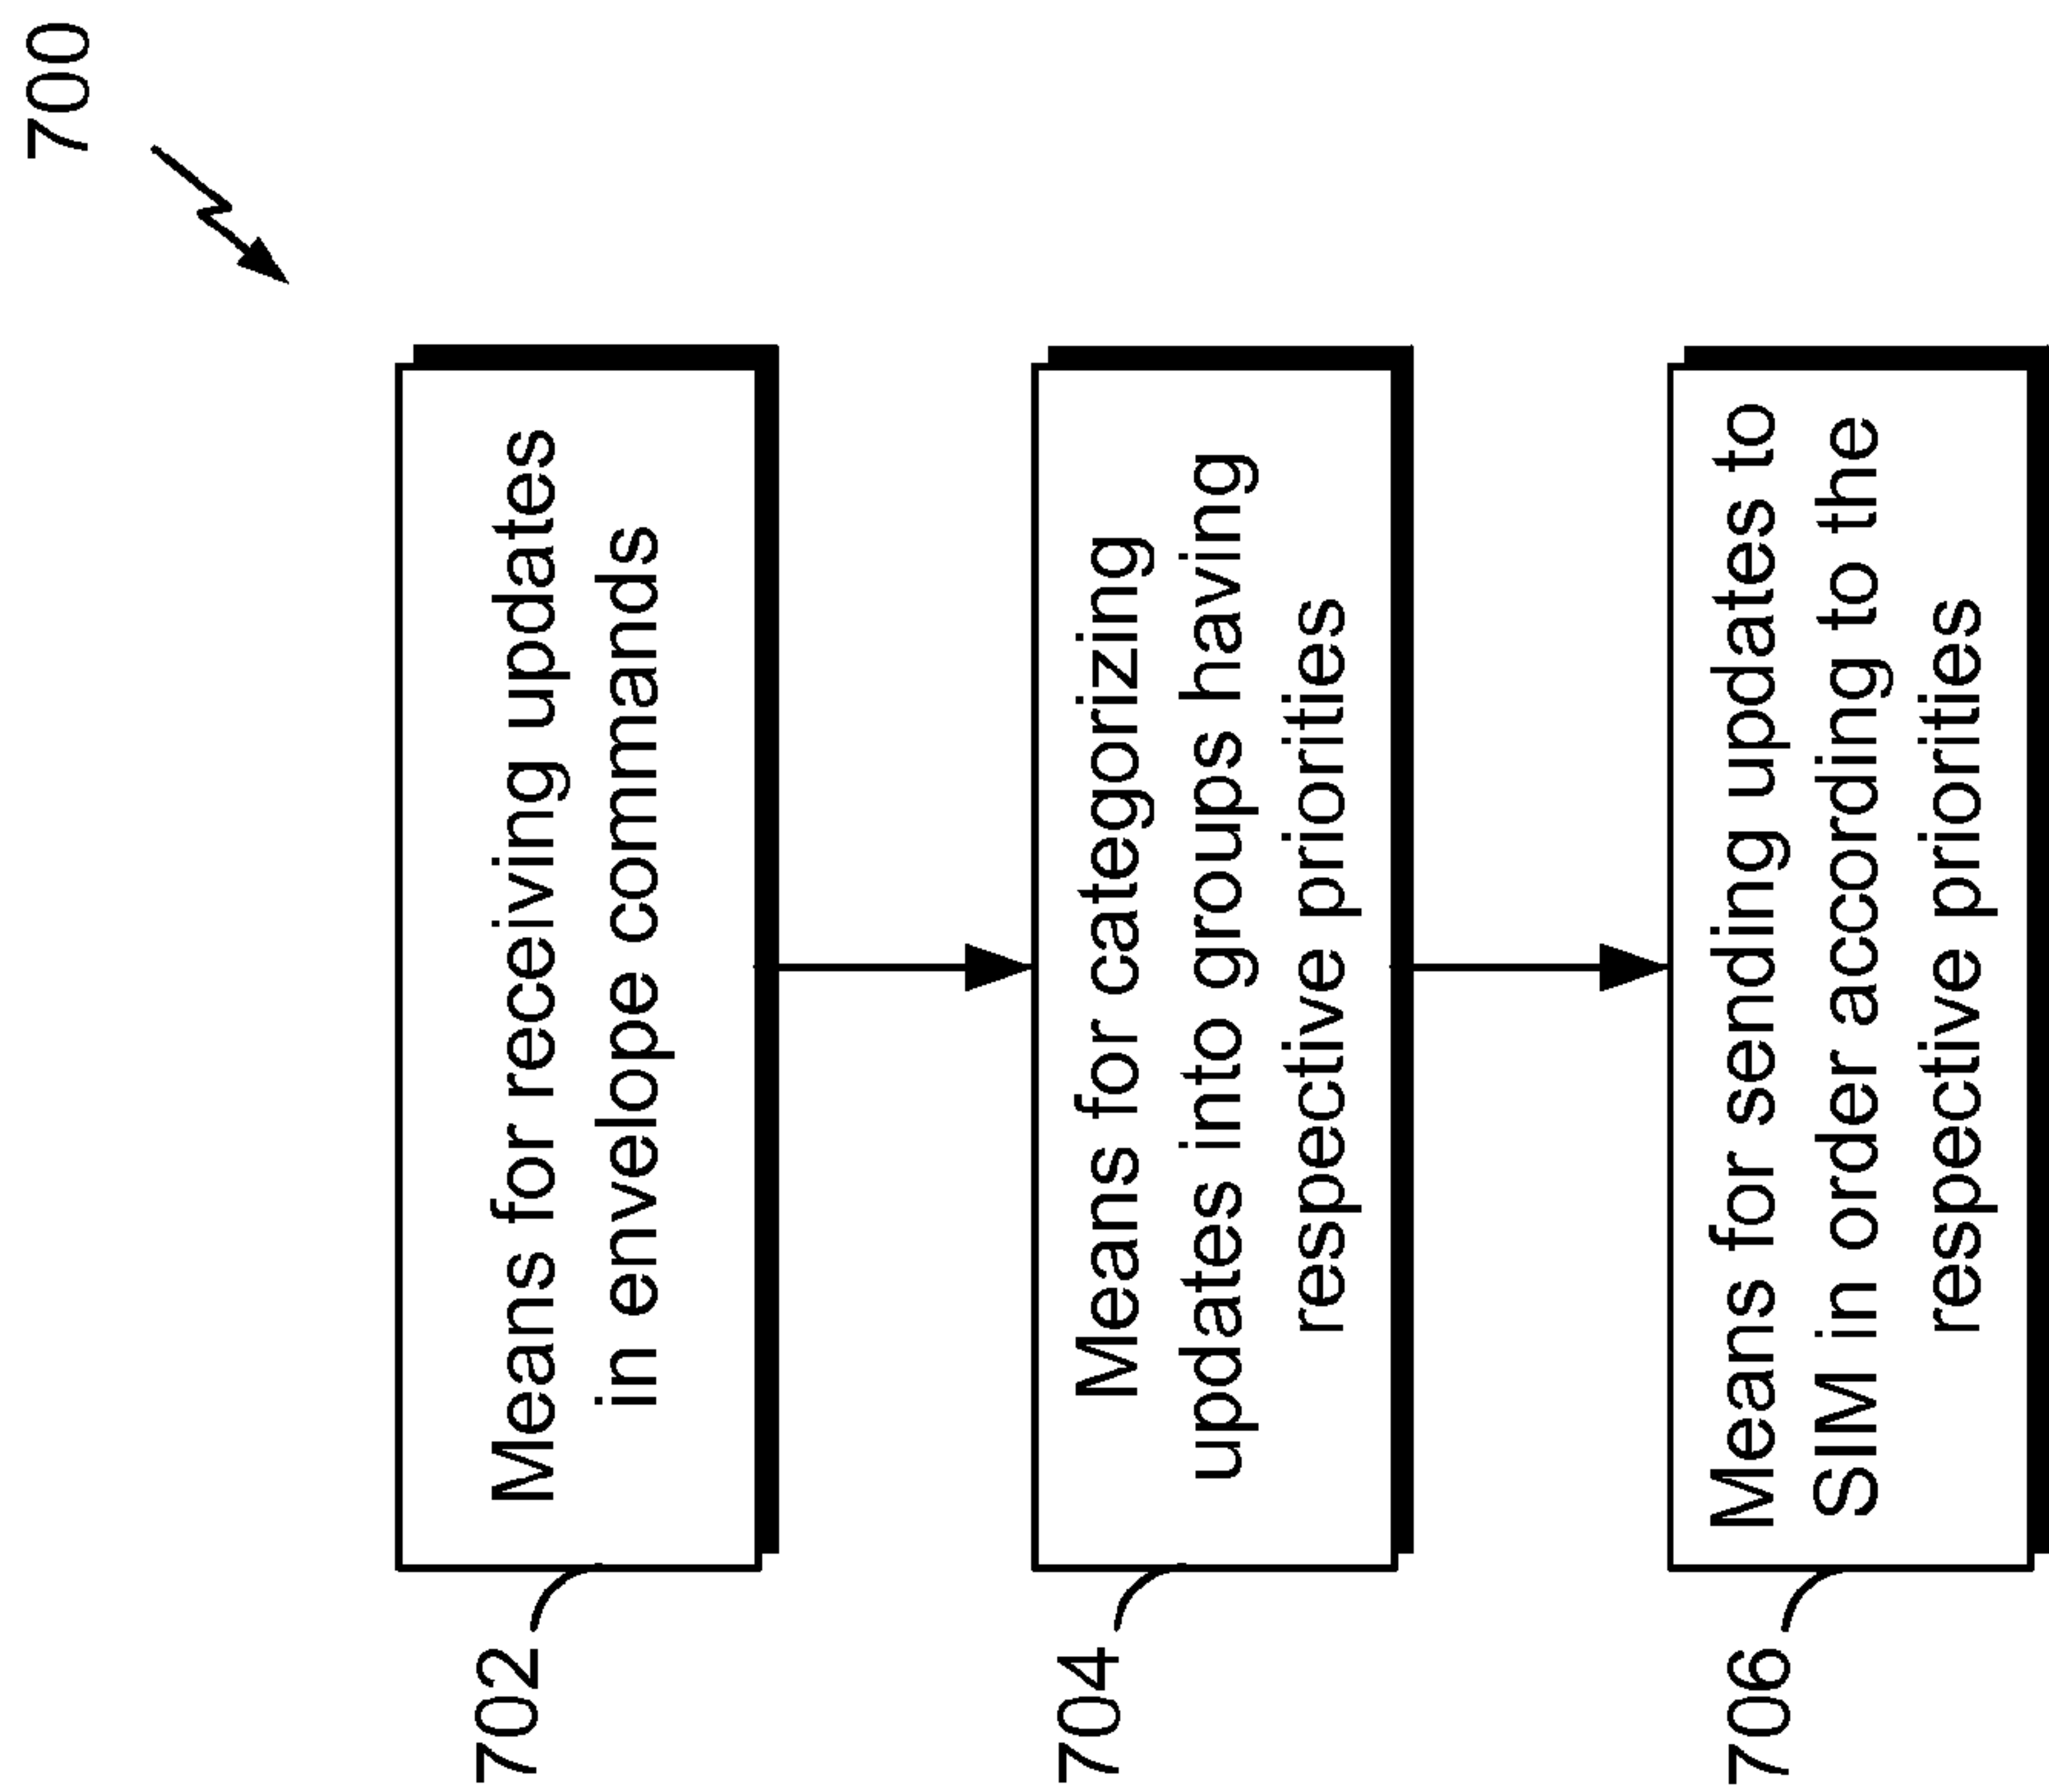 700
702
Means for receiving updates
in envelope commands
704
Means for categorizing
updates into groups having
respective priorities
706
Means for sending updates to
SIM in order according to the
respective priorities